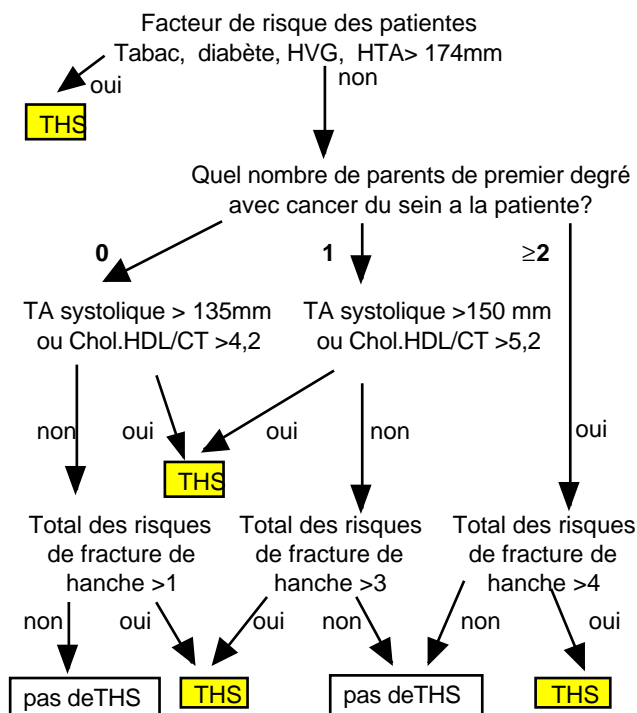 Facteur de risque des patientes
Tabac, diabète, HVG, HTA> 174mm
oui
non
THS
Quel nombre de parents de premier degré
avec cancer du sein a la patiente?
0
1
≥2
TA systolique > 135mm
ou Chol.HDL/CT >4,2
TA systolique >150 mm
ou Chol.HDL/CT >5,2
non
oui
oui
non
oui
THS
Total des risques
de fracture de
hanche >1
Total des risques
de fracture de
hanche >3
Total des risques
de fracture de
hanche >4
non
oui
oui
non
non
oui
pas deTHS
THS
pas deTHS
THS